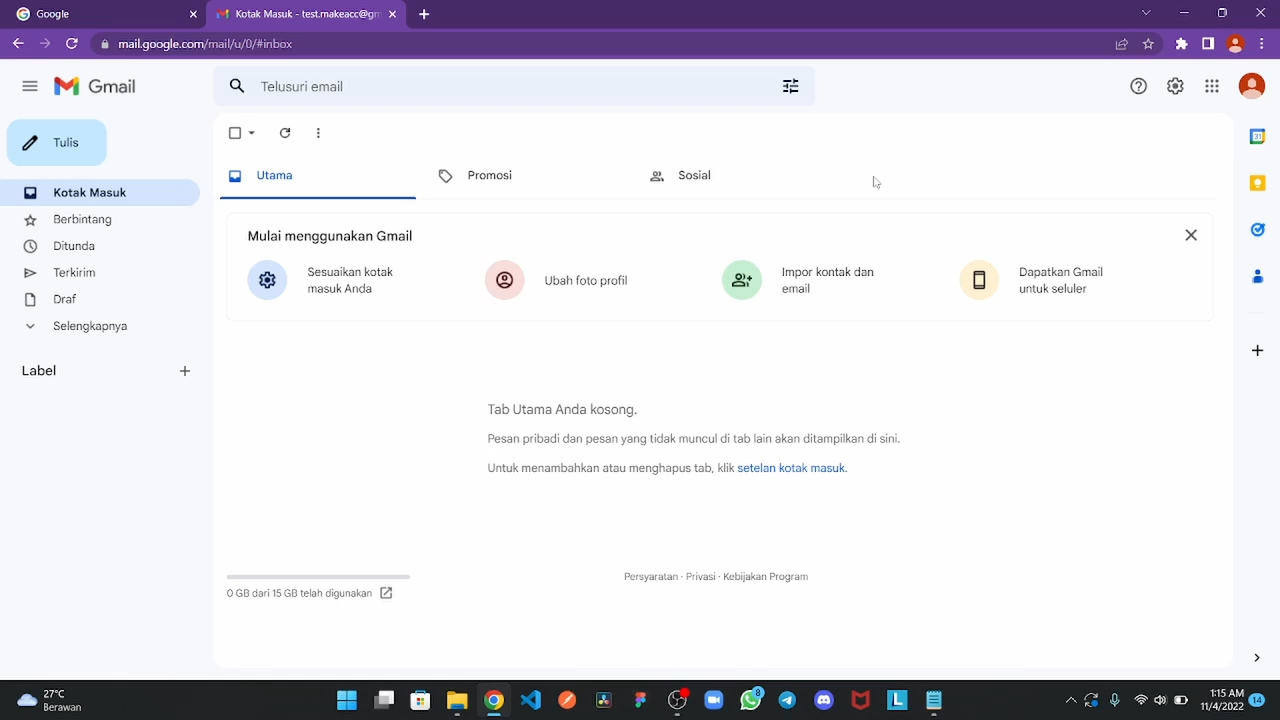 Google
Kotak Masuk - test.makeacc@gm
mail.google.com/mail/u/0/#inbox
Gmail
Telusuri email
Tulis
Kotak Masuk
Berbintang
Ditunda
Terkirim
Draf
Selengkapnya
Label
Utama
Promosi
Sosial
Mulai menggunakan Gmail
Sesuaikan kotak
masuk Anda
Ubah foto profil
Impor kontak dan
email
Dapatkan Gmail
untuk seluler
Tab Utama Anda kosong.
Pesan pribadi dan pesan yang tidak muncul di tab lain akan ditampilkan di sini.
Untuk menambahkan atau menghapus tab, klik setelan kotak masuk.
Persyaratan · Privasi · Kebijakan Program
0 GB dari 15 GB telah digunakan
31
27°C
Berawan
8
L
1:15 AM
11/4/2022
14